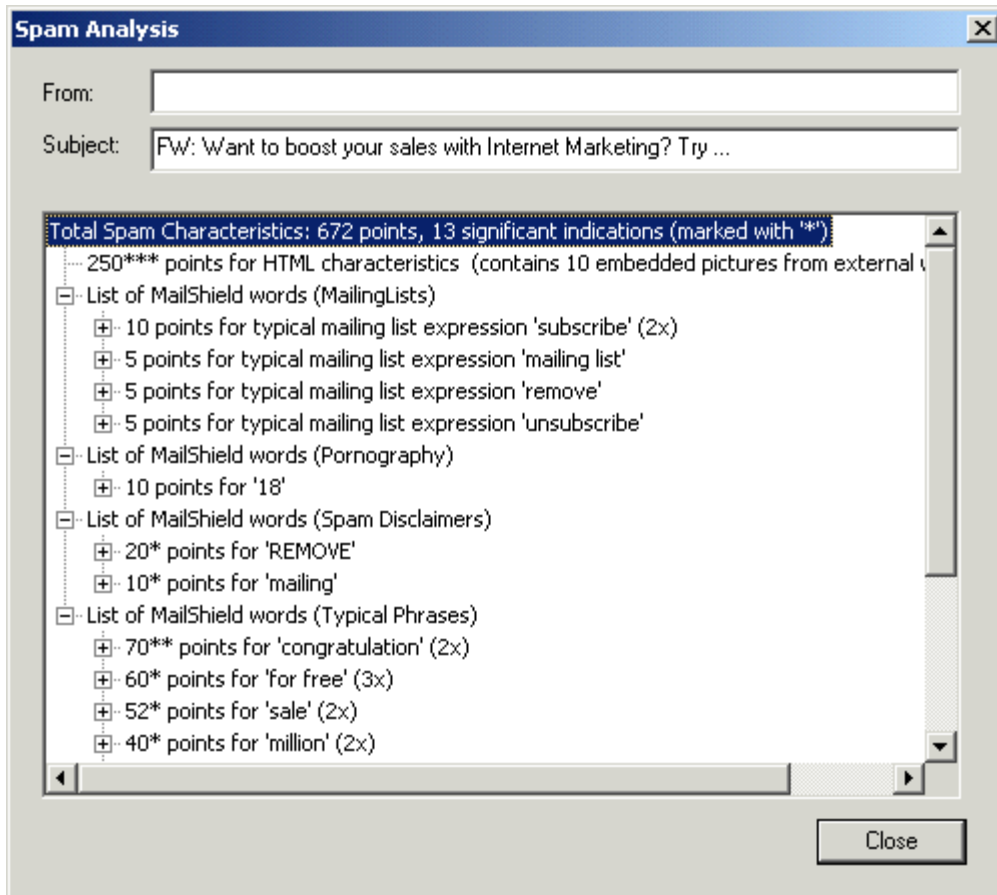 Spam Analysis
From:
Subject: FW: Want to boost your sales with Internet Marketing? Try ...
Total Spam Characteristics: 672 points, 13 significant indications (marked with '*')
250*** points for HTML characteristics (contains 10 embedded pictures from external
List of MailShield words (MailingLists)
10 points for typical mailing list expression 'subscribe' (2x)
5 points for typical mailing list expression 'mailing list'
5 points for typical mailing list expression 'remove'
5 points for typical mailing list expression 'unsubscribe'
List of MailShield words (Pornography)
10 points for '18'
List of MailShield words (Spam Disclaimers)
20* points for 'REMOVE'
10* points for 'mailing'
List of MailShield words (Typical Phrases)
70** points for 'congratulation' (2x)
60* points for 'for free' (3x)
52* points for 'sale' (2x)
40* points for 'million' (2x)
Close